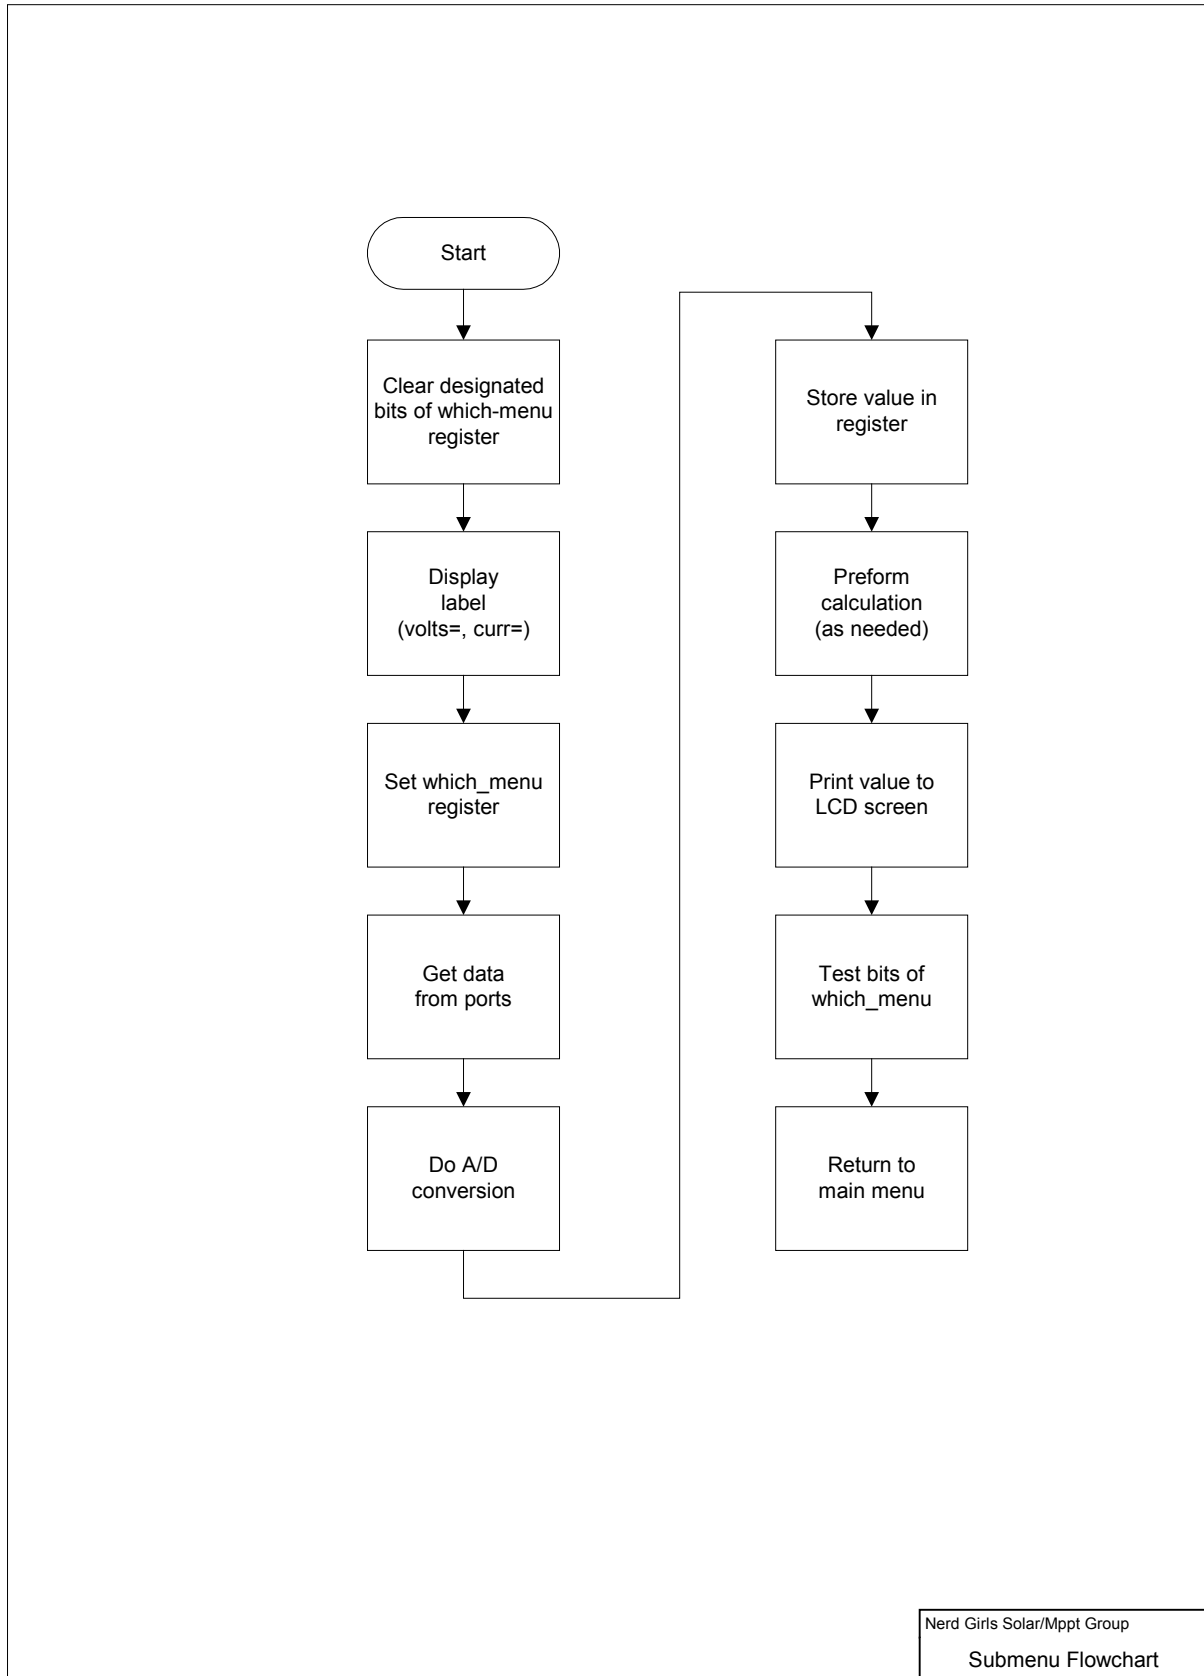 Start
Clear designated
bits of which-menu
register
Display
label
(volts=, curr=)
Set which_menu
register
Get data
from ports
Do A/D
conversion
Store value in
register
Preform
calculation
(as needed)
Print value to
LCD screen
Test bits of
which_menu
Return to
main menu
Nerd Girls Solar/Mppt Group
Submenu Flowchart